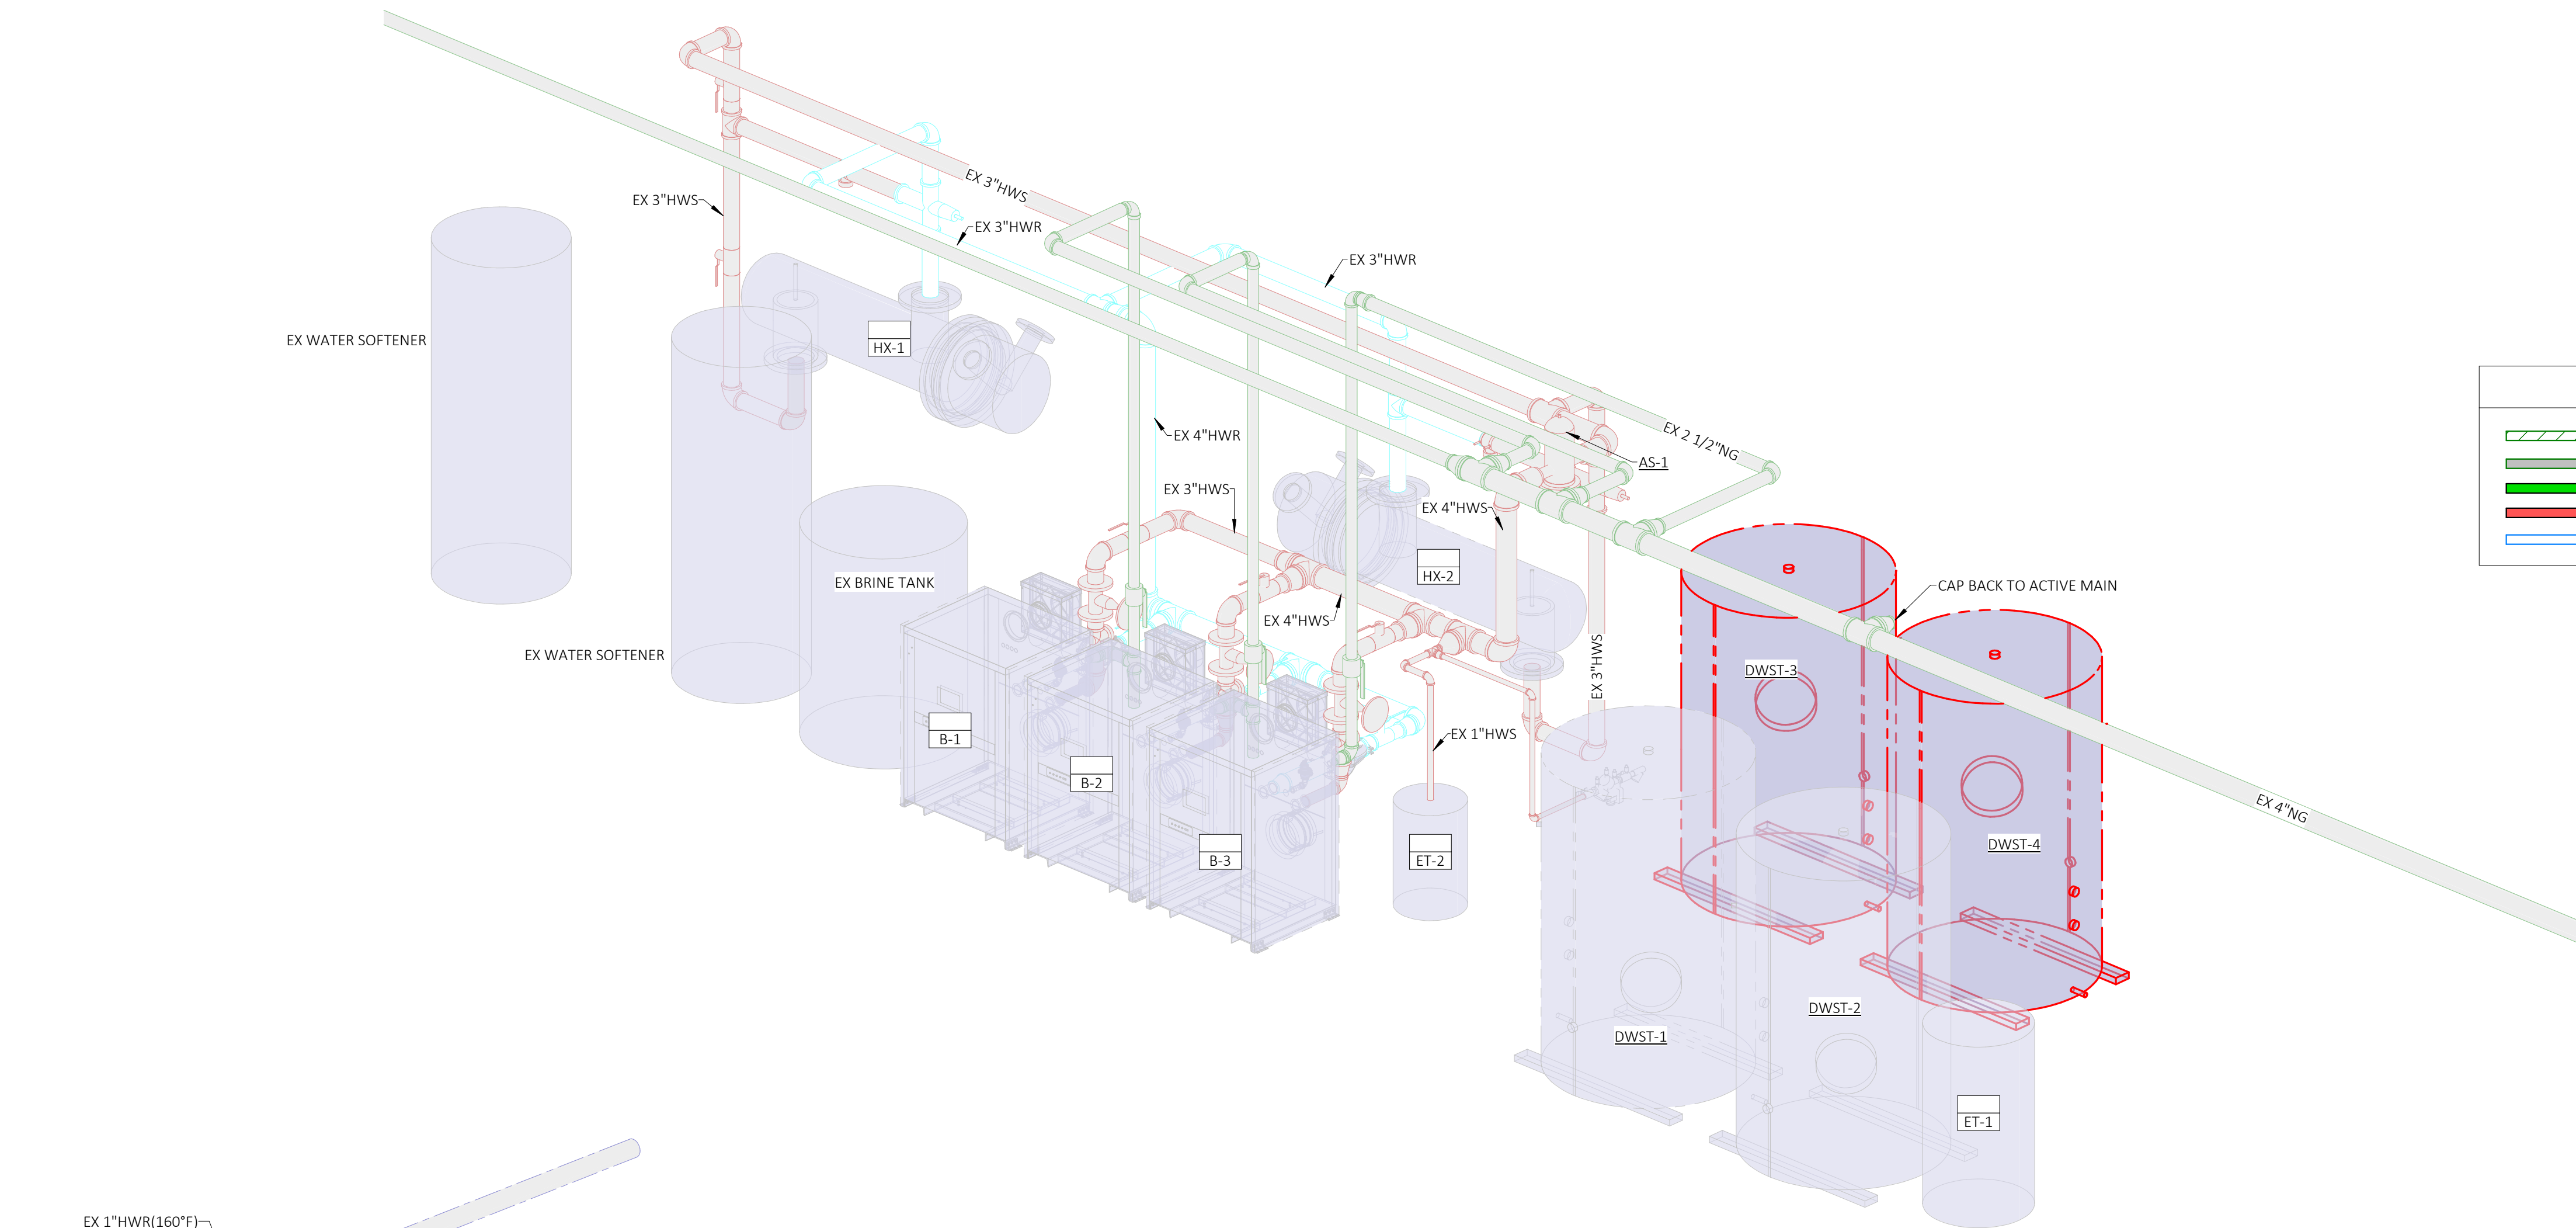 EX 3"HWS
EX 3"HWS
EX 3"HWR
EX 3"HWR
EX WATER SOFTENER
HX-1
EX 4"HWR
EX 2 1/2"NG
AS-1
EX 3"HWS
EX 4"HWS
HX-2
EX BRINE TANK
CAP BACK TO ACTIVE MAIN
EX 4"HWS
EX WATER SOFTENER
EX 3"HWS
DWST-3
B-1
EX 1"HWS
B-2
EX 4"NG
DWST-4
B-3
ET-2
DWST-2
DWST-1
ET-1
EX 1"HWR(160°F)